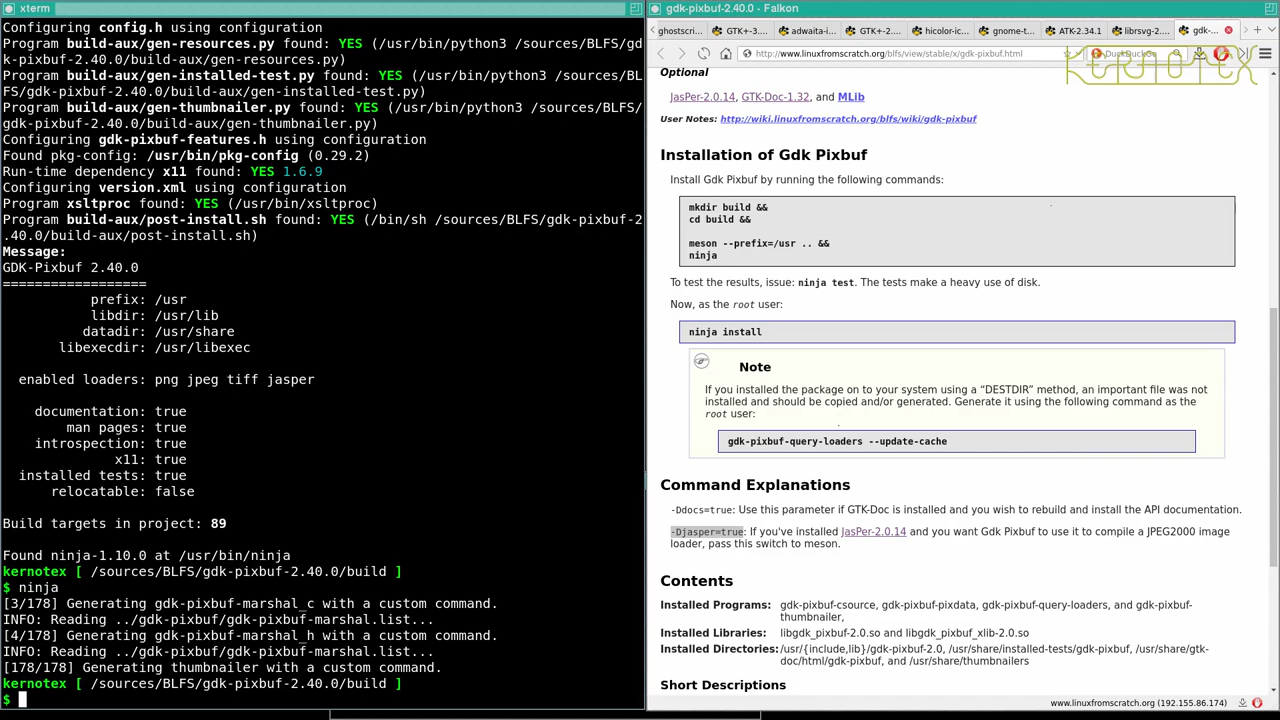 xterm
Configuring config.h using configuration
Program build-aux/gen-resources.py found: YES (/usr/bin/python3 /sources/BLFS/gd
k-pixbuf-2.40.0/build-aux/gen-resources.py)
Program build-aux/gen-installed-test.py found: YES (/usr/bin/python3 /sources/BL
FS/gdk-pixbuf-2.40.0/build-aux/gen-installed-test.py)
Program build-aux/gen-thumbnailer.py found: YES (/usr/bin/python3 /sources/BLFS/
gdk-pixbuf-2.40.0/build-aux/gen-thumbnailer.py)
Configuring gdk-pixbuf-features.h using configuration
Found pkg-config: /usr/bin/pkg-config (0.29.2)
Run-time dependency x11 found: YES 1.6.9
Configuring version.xml using configuration
Program xsltproc found: YES (/usr/bin/xsltproc)
Program build-aux/post-install.sh found: YES (/bin/sh /sources/BLFS/gdk-pixbuf-2
.40.0/build-aux/post-install.sh)
Message:
GDK-Pixbuf 2.40.0
=================
prefix: /usr
libdir: /usr/lib
datadir: /usr/share
libexecdir: /usr/libexec
enabled loaders: png jpeg tiff jasper
documentation: true
man pages: true
introspection: true
x11: true
installed tests: true
relocatable: false
Build targets in project: 89
Found ninja-1.10.0 at /usr/bin/ninja
kernotex [ /sources/BLFS/gdk-pixbuf-2.40.0/build ]
$ ninja
[3/178] Generating gdk-pixbuf-marshal_c with a custom command.
INFO: Reading ../gdk-pixbuf/gdk-pixbuf-marshal.list...
[4/178] Generating gdk-pixbuf-marshal_h with a custom command.
INFO: Reading ../gdk-pixbuf/gdk-pixbuf-marshal.list...
[178/178] Generating thumbnailer with a custom command.
kernotex [ /sources/BLFS/gdk-pixbuf-2.40.0/build ]
$
gdk-pixbuf-2.40.0 - Falkon
ghostscri... GTK+-3.... adwaita-i... GTK+-2.... hicolor-ic... gnome-t... ATK-2.34.1 librsvg-2.... gdk-...
http://www.linuxfromscratch.org/blfs/view/stable/x/gdk-pixbuf.html DuckDuckGo
KERNOTEX
Optional
JasPer-2.0.14, GTK-Doc-1.32, and MLib
User Notes: http://wiki.linuxfromscratch.org/blfs/wiki/gdk-pixbuf
Installation of Gdk Pixbuf
Install Gdk Pixbuf by running the following commands:
mkdir build &&
cd build &&
meson --prefix=/usr .. &&
ninja
To test the results, issue: ninja test. The tests make a heavy use of disk.
Now, as the root user:
ninja install
Note
If you installed the package on to your system using a “DESTDIR” method, an important file was not
installed and should be copied and/or generated. Generate it using the following command as the
root user:
gdk-pixbuf-query-loaders --update-cache
Command Explanations
-Ddocs=true: Use this parameter if GTK-Doc is installed and you wish to rebuild and install the API documentation.
-Djasper=true: If you've installed JasPer-2.0.14 and you want Gdk Pixbuf to use it to compile a JPEG2000 image
loader, pass this switch to meson.
Contents
Installed Programs: gdk-pixbuf-csource, gdk-pixbuf-pixdata, gdk-pixbuf-query-loaders, and gdk-pixbuf-
thumbnailer,
Installed Libraries: libgdk_pixbuf-2.0.so and libgdk_pixbuf_xlib-2.0.so
Installed Directories: /usr/{include,lib}/gdk-pixbuf-2.0, /usr/share/installed-tests/gdk-pixbuf, /usr/share/gtk-
doc/html/gdk-pixbuf, and /usr/share/thumbnailers
Short Descriptions
www.linuxfromscratch.org (192.155.86.174)